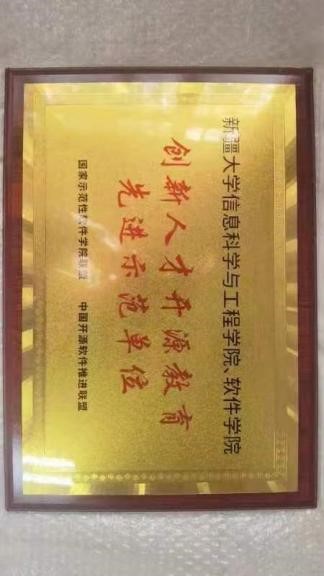 新疆大学信息科学与工程学院、软件学院
创新人才开源教育
先进示范单位
国家示范性软件学院联盟 中国开源软件推进联盟